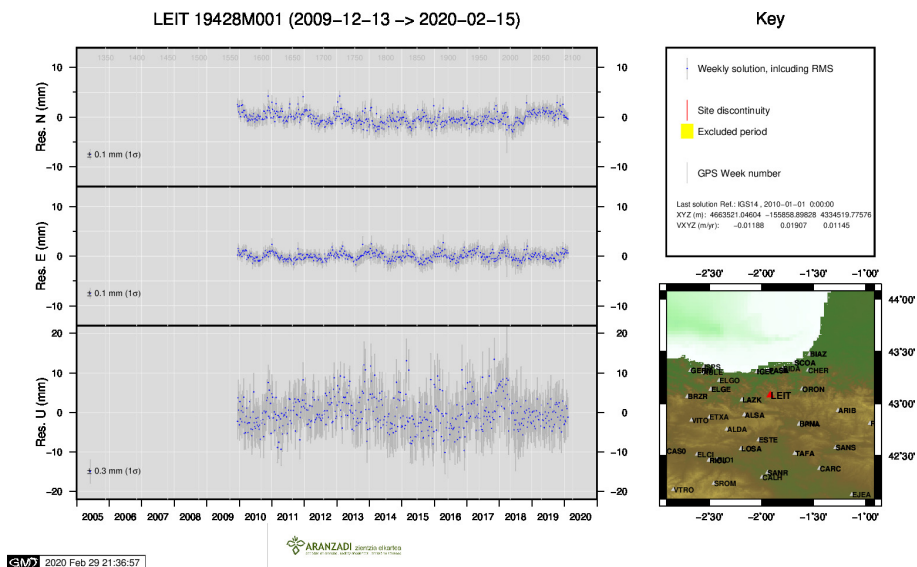 LEIT 19428M001 (2009−12−13 −> 2020−02−15)
Key
1350 1400 1450 1500 1550 1600 1650 1700 1750 1800 1850 1900 1950 2000 2050 2100
Res. N (mm)
10 10
0 0
−10 −10
± 0.1 mm (1σ)
Res. E (mm)
10 10
0 0
−10 −10
± 0.1 mm (1σ)
Res. U (mm)
20 20
10 10
0 0
−10 −10
−20 −20
± 0.3 mm (1σ)
2005 2006 2007 2008 2009 2010 2011 2012 2013 2014 2015 2016 2017 2018 2019 2020
Weekly solution, inlcuding RMS
Site discontinuity
Excluded period
GPS Week number
Last solution Ref.: IGS14 , 2010−01−01 0:00:00
XYZ (m): 4663521.04604 −155858.89828 4334519.77576
VXYZ (m/yr): −0.01188 0.01907 0.01145
−2˚30' −2˚00' −1˚30' −1˚00'
44˚00'
43˚30'
43˚00'
42˚30'
BIAZ
SCOA
CHER
ELGO
ELGE
ORON
BRZR
LAZK
LEIT
ARIB
VITO
ETXA
ALSA
ALDA
ESTE
CAS0
ELCI
LOSA
TAFA
SANS
SANR
CALH
CARC
VTRO
SROM
EJEA
−2˚30' −2˚00' −1˚30' −1˚00'
ARANZADI zientzia elkartea
GMT 2020 Feb 29 21:36:57